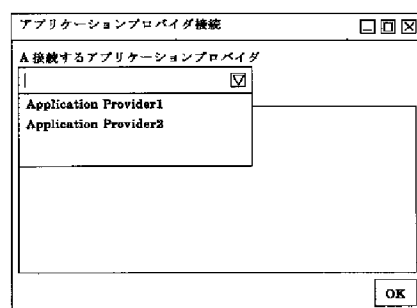 アプリケーションプロバイダ接続
A 接続するアプリケーションプロバイダ
Application Provider1
Application Provider2
OK